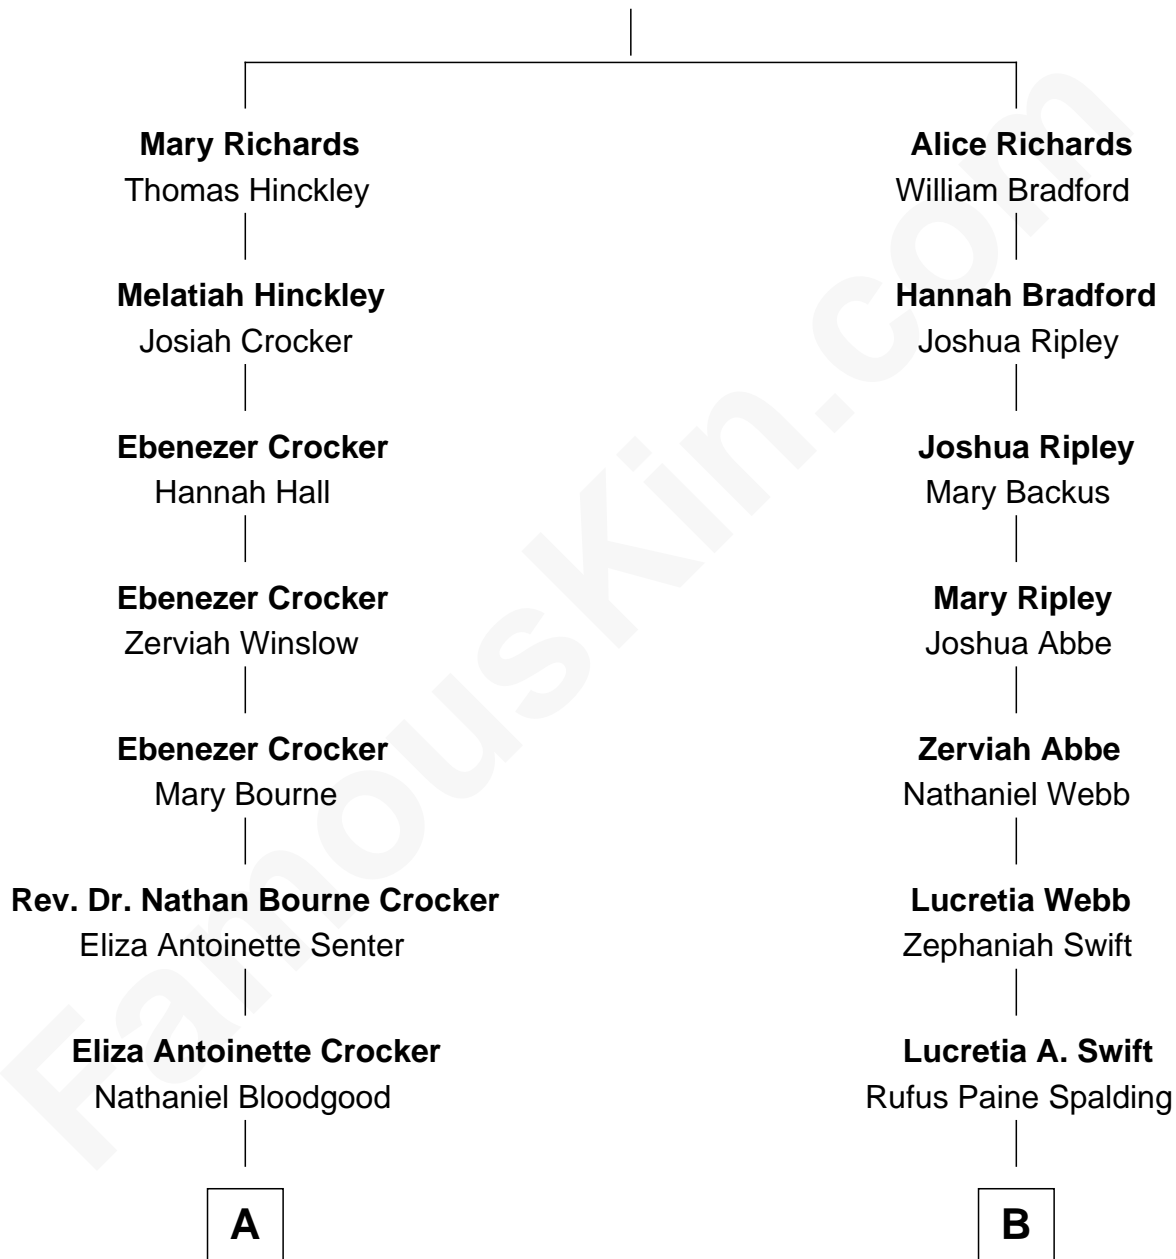 Mary Richards
Thomas Hinckley
Alice Richards
William Bradford
Melatiah Hinckley
Josiah Crocker
Hannah Bradford
Joshua Ripley
Ebenezer Crocker
Hannah Hall
Joshua Ripley
Mary Backus
Ebenezer Crocker
Zerviah Winslow
Mary Ripley
Joshua Abbe
Ebenezer Crocker
Mary Bourne
Zerviah Abbe
Nathaniel Webb
Rev. Dr. Nathan Bourne Crocker
Eliza Antoinette Senter
Lucretia Webb
Zephaniah Swift
Eliza Antoinette Crocker
Nathaniel Bloodgood
Lucretia A. Swift
Rufus Paine Spalding
A
B
FamousKin.com